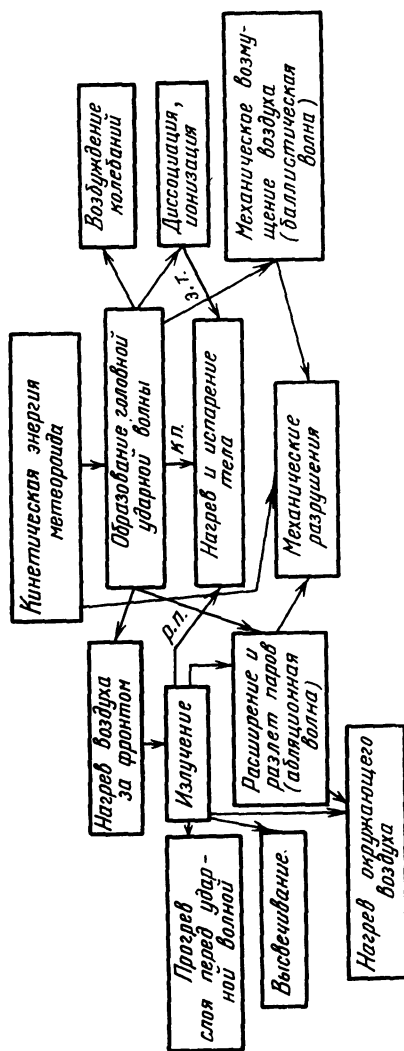 Кинетическая энергия
метеороида
Нагрев воздуха
за фронтом
Образование головной
ударной волны
Возбуждение
колебаний
Прогрев
слоя перед удар-
ной волной
Излучение
р.п.
к п.
з.т.
Диссоциация,
ионизация
Нагрев и испарение
тела
Высвечивание.
Расширение и
разлет паров
(абляционная
волна)
Механические
разрушения
Механическое возму-
щение воздуха
(баллистическая
волна)
Нагрев окружающего
воздуха